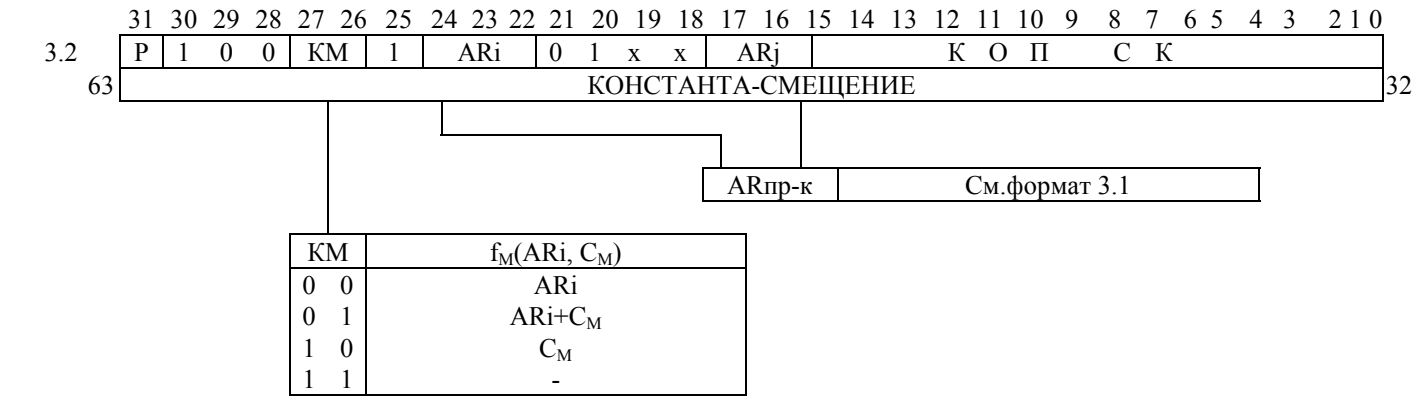 31 30 29 28 27 26 25 24 23 22 21 20 19 18 17 16 15 14 13 12 11 10 9 8 7 6 5 4 3 2 1 0
3.2 P 1 0 0 КМ 1 ARi 0 1 x x ARj К О П С К
63 КОНСТАНТА-СМЕЩЕНИЕ 32
ARпр-к См.формат 3.1
КМ fM(ARi, CM)
0 0 ARi
0 1 ARi+CM
1 0 CM
1 1 -